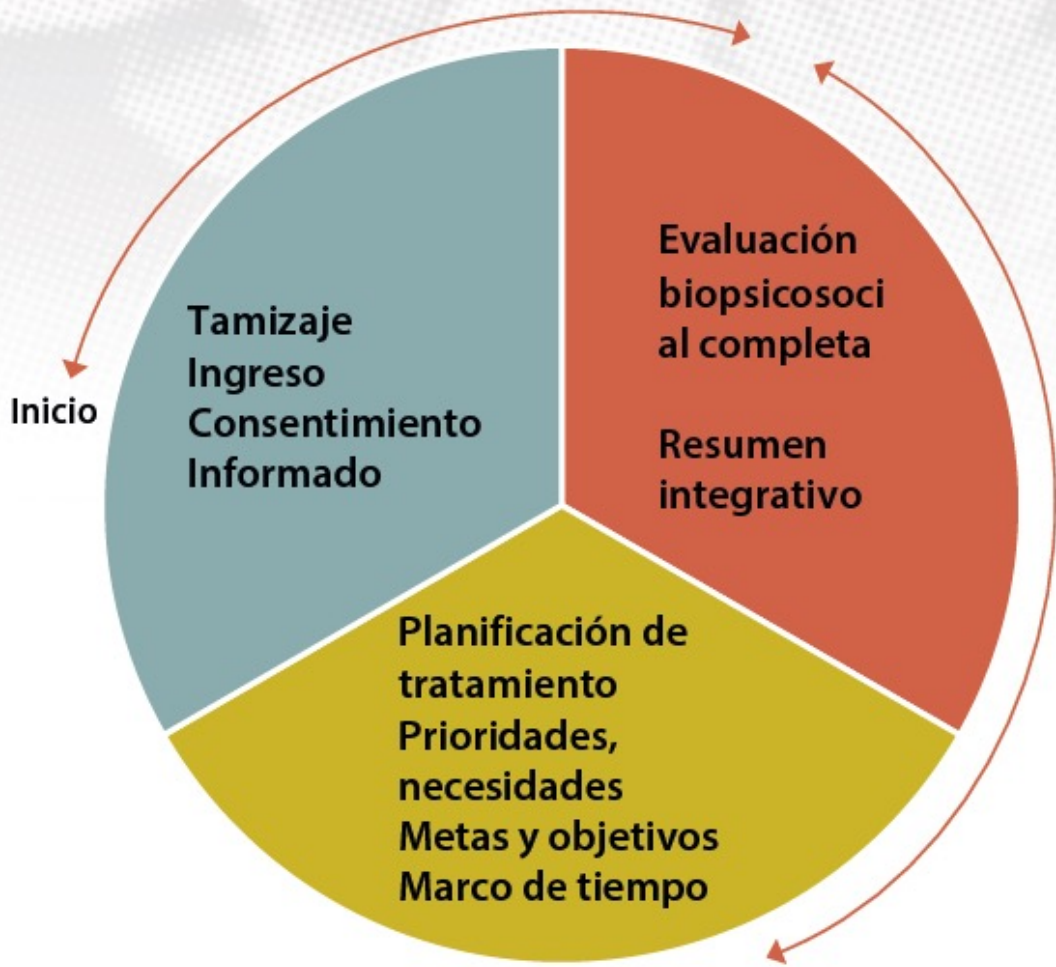 Inicio
Tamizaje
Ingreso
Consentimiento
Informado
Evaluación
biopsicosoci
al completa
Resumen
integrativo
Planificación de
tratamiento
Prioridades,
necesidades
Metas y objetivos
Marco de tiempo